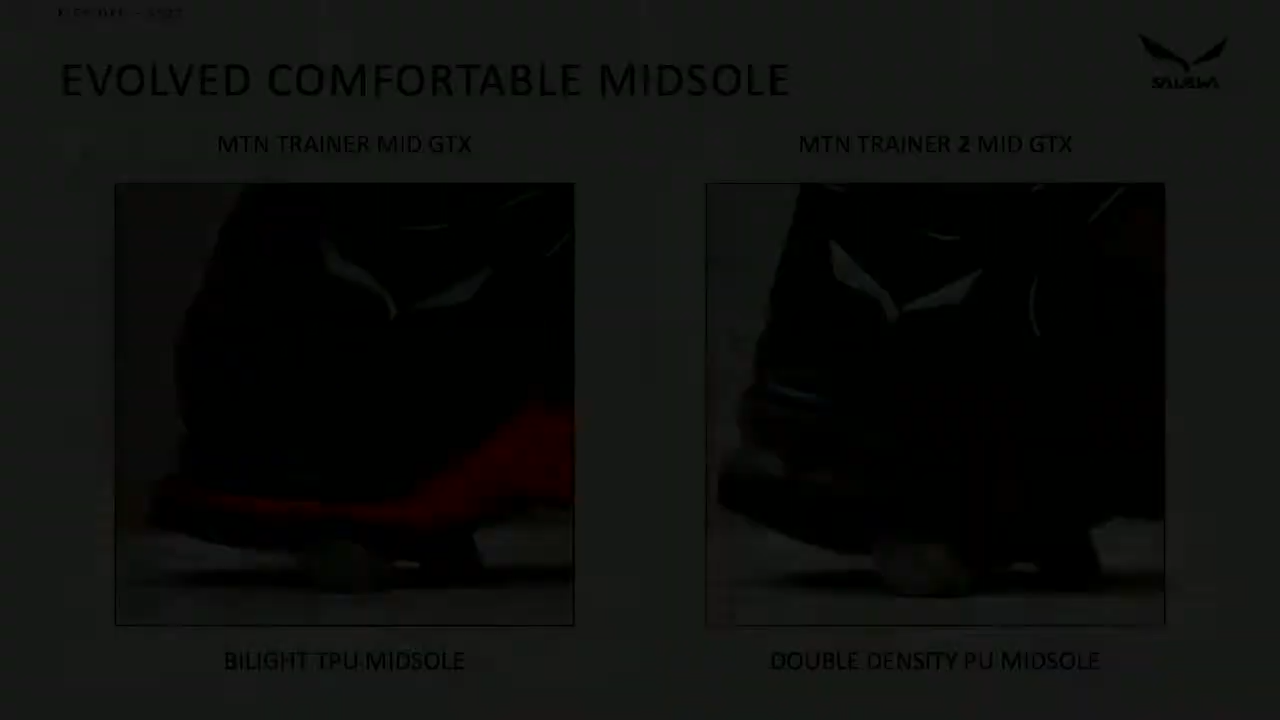 EVOLVED COMFORTABLE MIDSOLE
SALEWA
MTN TRAINER MID GTX
MTN TRAINER 2 MID GTX
BILIGHT TPU MIDSOLE
DOUBLE DENSITY PU MIDSOLE